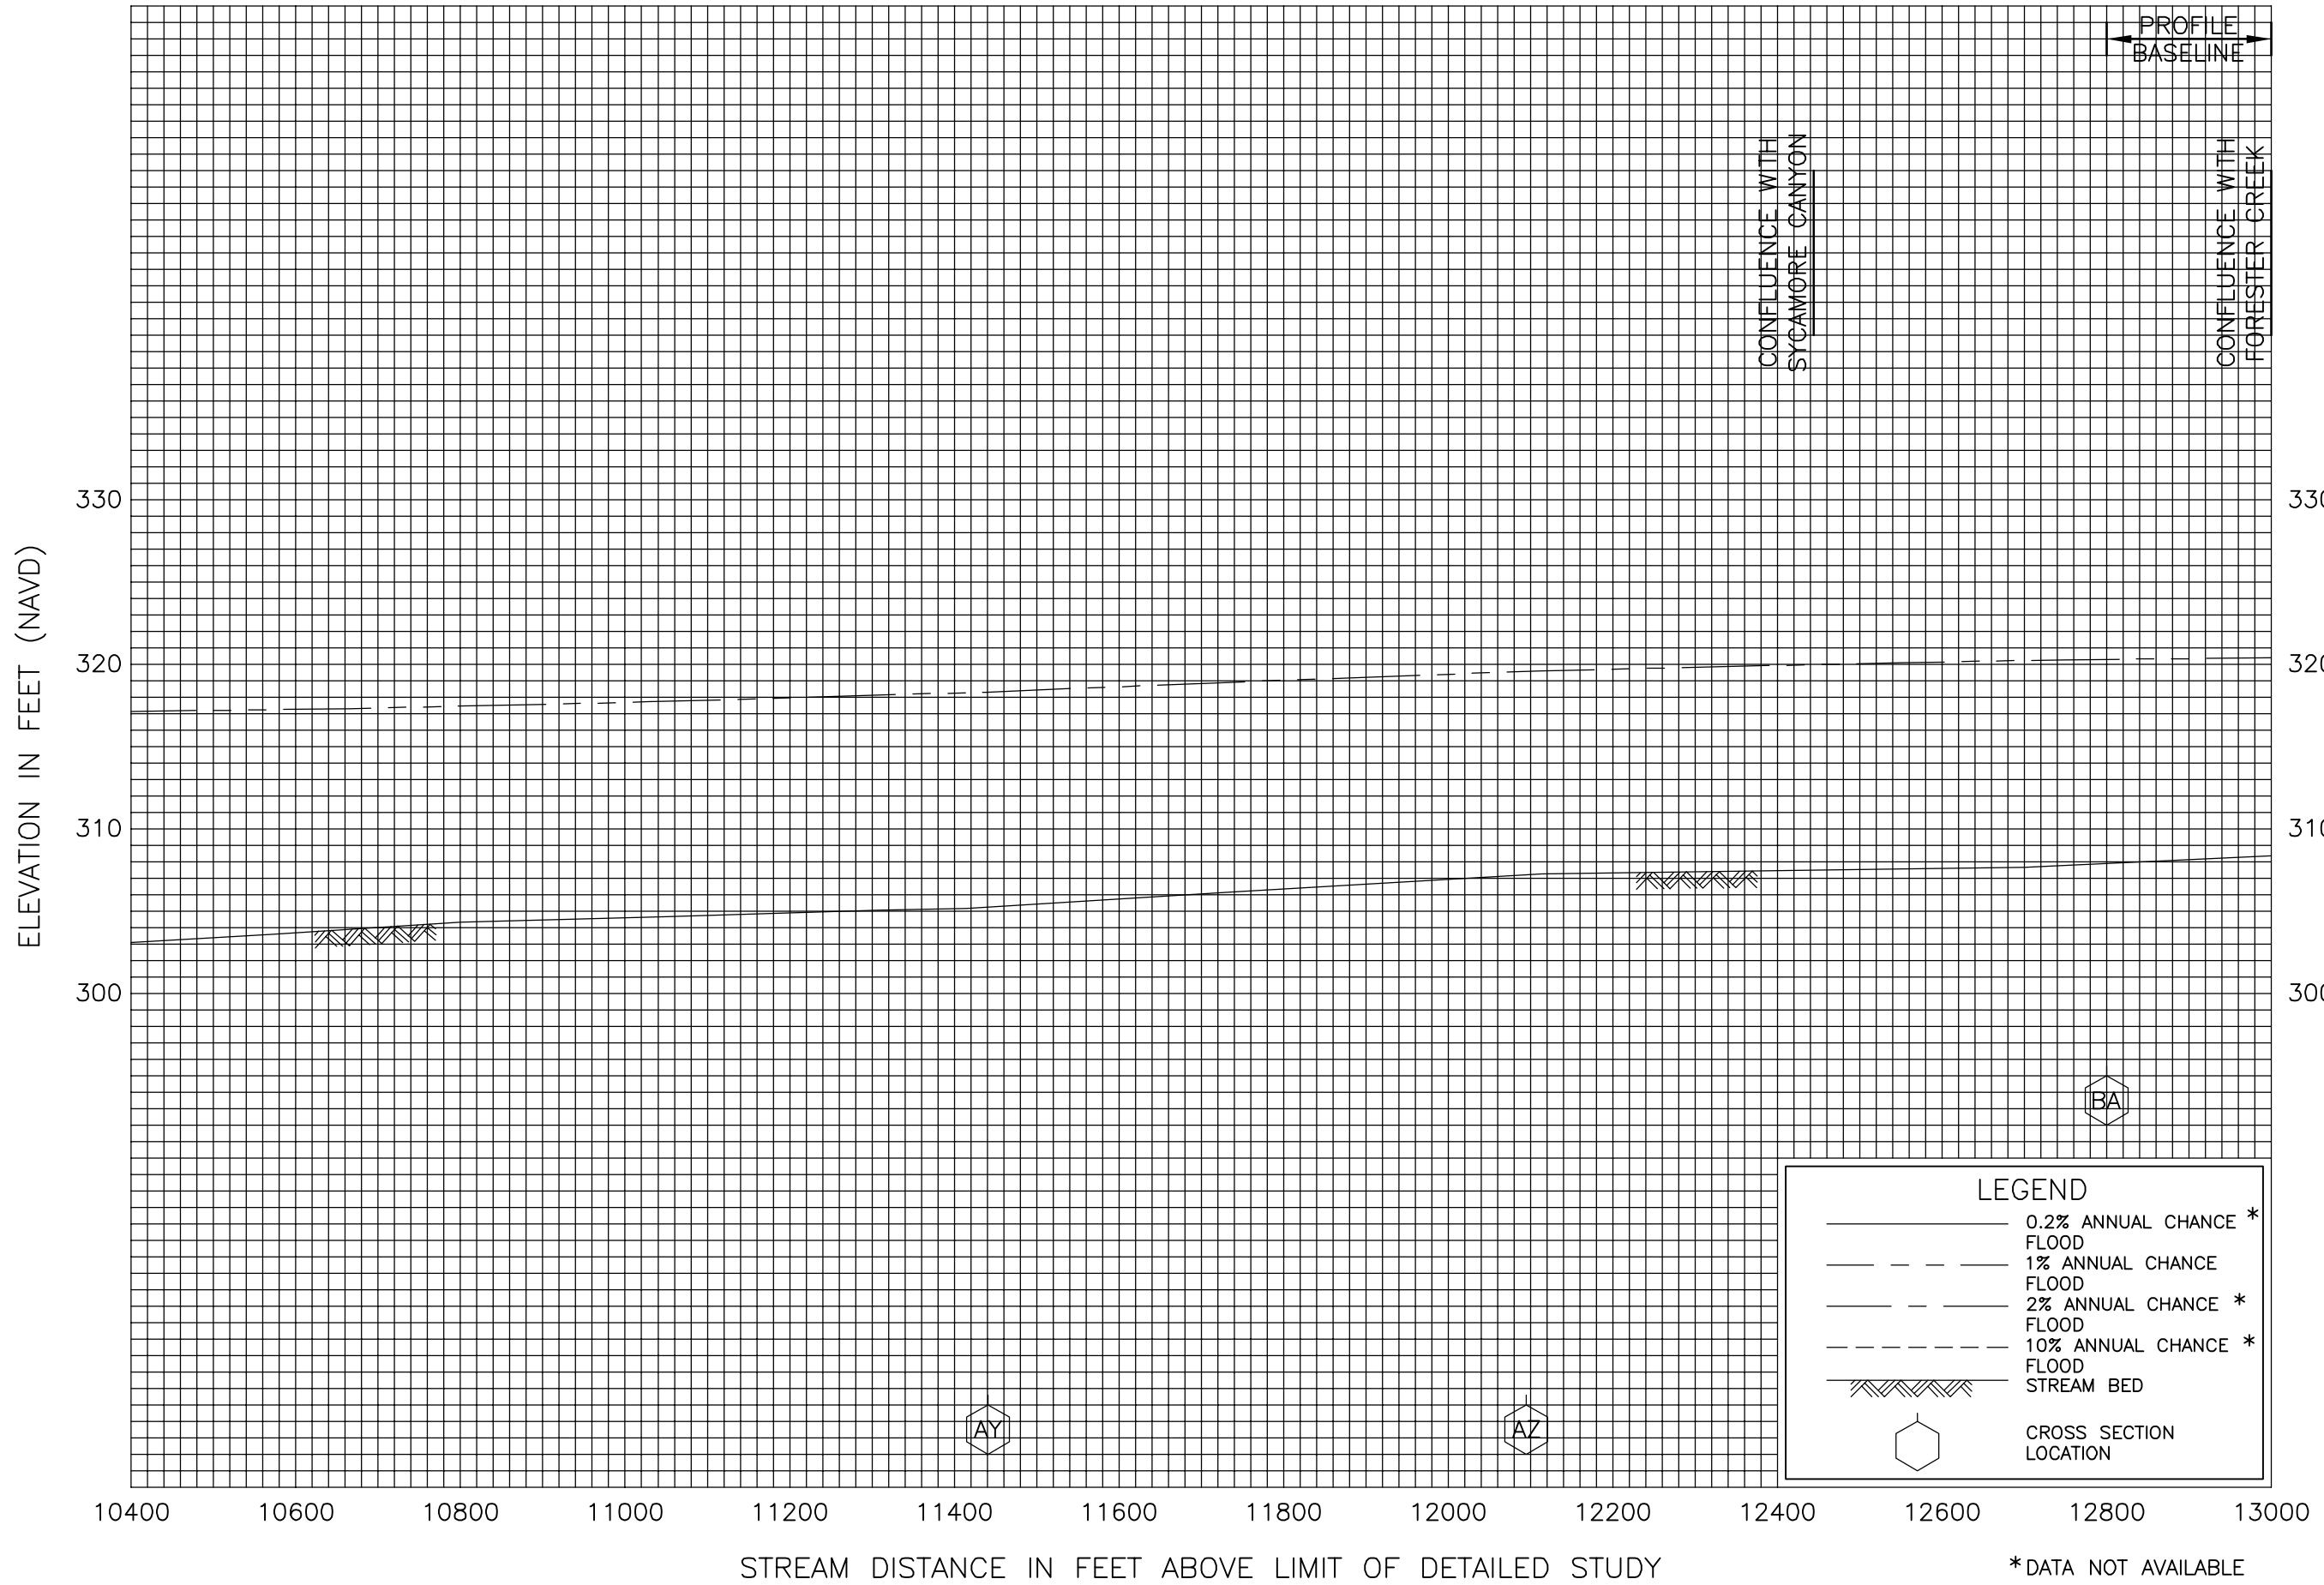 PROFILE
BASELINE
CONFLUENCE WITH
SYCAMORE CANYON
CONFLUENCE WITH
FORESTER CREEK
ELEVATION IN FEET (NAVD)
330
320
310
300
330
320
310
300
BA
AY
AZ
LEGEND
0.2% ANNUAL CHANCE *
FLOOD
1% ANNUAL CHANCE
FLOOD
2% ANNUAL CHANCE *
FLOOD
10% ANNUAL CHANCE *
FLOOD
STREAM BED
CROSS SECTION
LOCATION
10400 10600 10800 11000 11200 11400 11600 11800 12000 12200 12400 12600 12800 13000
STREAM DISTANCE IN FEET ABOVE LIMIT OF DETAILED STUDY
*DATA NOT AVAILABLE